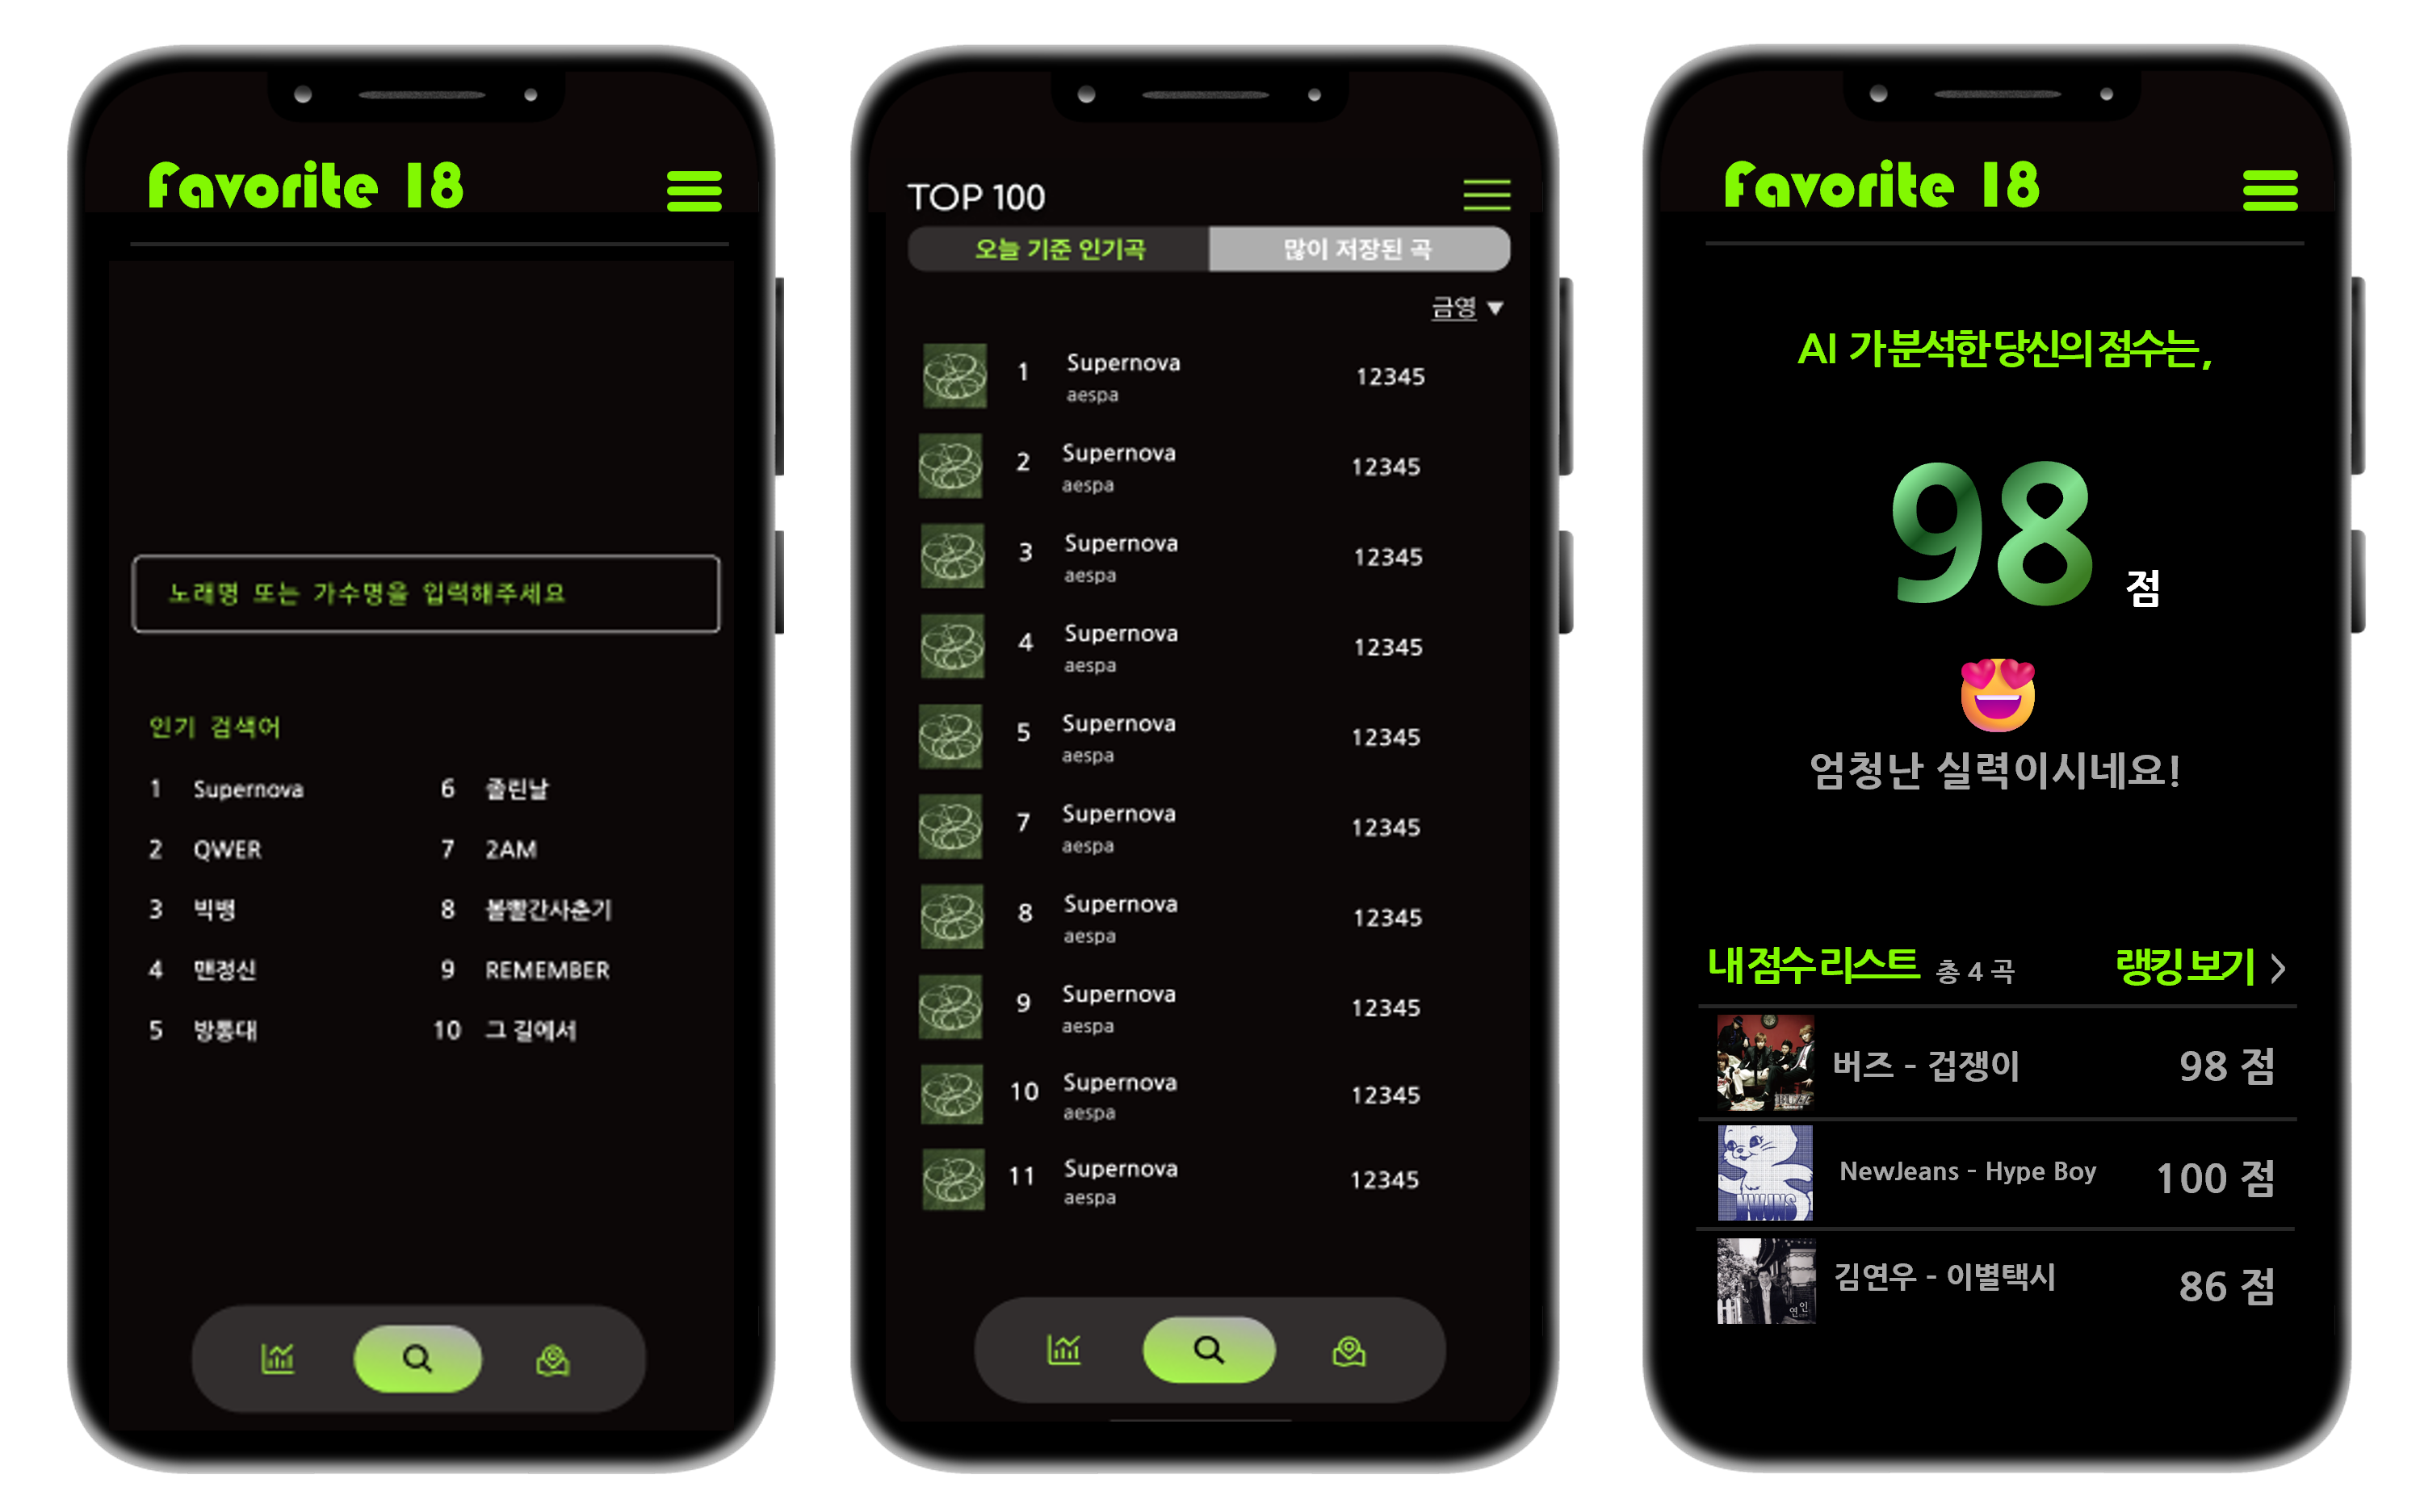 Favorite 18
노래명 또는 가수명을 입력해주세요
인기 검색어
1 Supernova
2 QWER
3 빅뱅
4 맨정신
5 방통대
6 졸린날
7 2AM
8 볼빨간사춘기
9 REMEMBER
10 그 길에서
TOP 100
오늘 기준 인기곡
많이 저장된 곡
금영 ▼
1 Supernova 12345
aespa
2 Supernova 12345
aespa
3 Supernova 12345
aespa
4 Supernova 12345
aespa
5 Supernova 12345
aespa
7 Supernova 12345
aespa
8 Supernova 12345
aespa
9 Supernova 12345
aespa
10 Supernova 12345
aespa
11 Supernova 12345
aespa
Favorite 18
AI 가 분석한 당신의 점수는,
98 점
엄청난 실력이시네요!
내 점수 리스트 총 4 곡 랭킹 보기 >
BUZZ
버즈 - 겁쟁이 98 점
NWJNS
NewJeans - Hype Boy 100 점
연인
김연우 - 이별택시 86 점